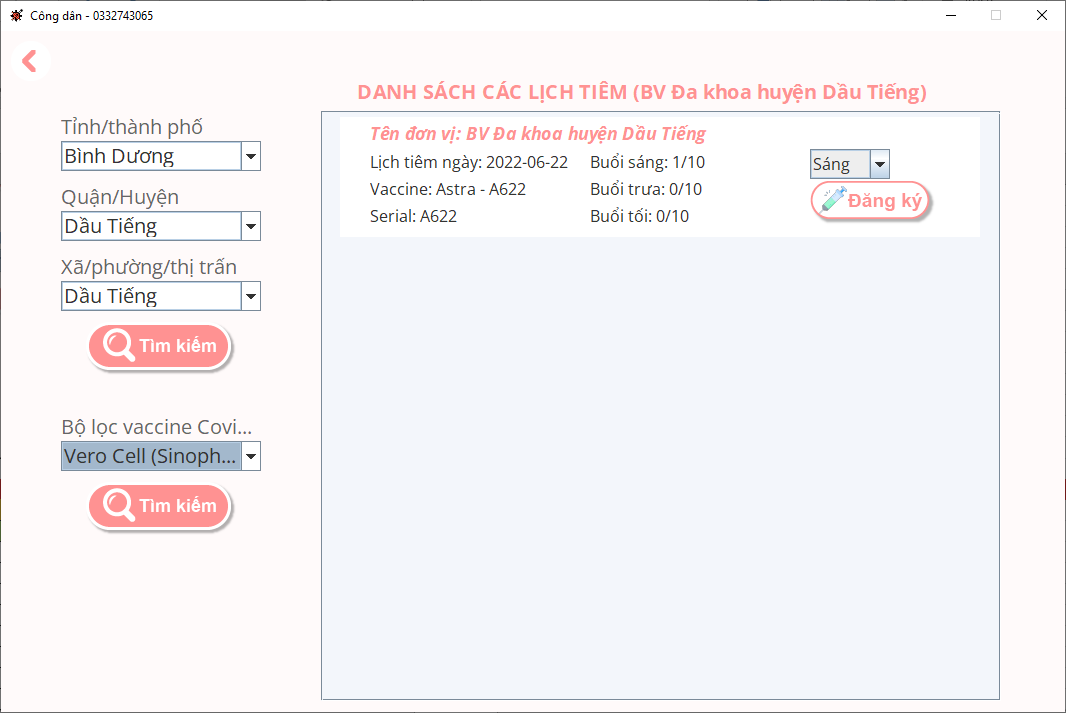 Công dân - 0332743065
DANH SÁCH CÁC LỊCH TIÊM (BV Đa khoa huyện Dầu Tiếng)
Tỉnh/thành phố
Bình Dương
Quận/Huyện
Dầu Tiếng
Xã/phường/thị trấn
Dầu Tiếng
Tìm kiếm
Bộ lọc vaccine Covi...
Vero Cell (Sinoph...
Tìm kiếm
Tên đơn vị: BV Đa khoa huyện Dầu Tiếng
Lịch tiêm ngày: 2022-06-22 Buổi sáng: 1/10
Vaccine: Astra - A622 Buổi trưa: 0/10
Serial: A622 Buổi tối: 0/10
Sáng
Đăng ký